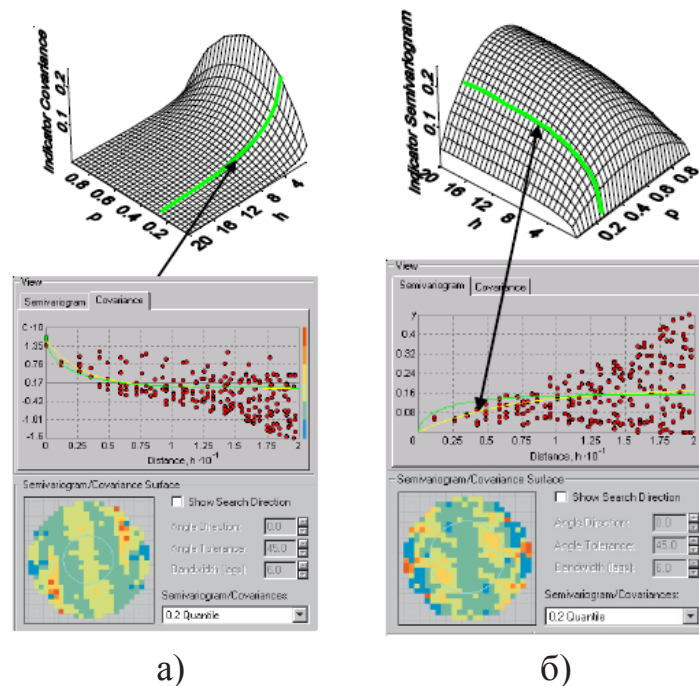 Indicator Covariance
0.2
0.1
0.8
0.6
0.4
0.2
p
20
16
12
8
4
h
View
Semivariogram
Covariance
1.35
0.76
0.17
-0.42
-1.01
-1.6
0
0.25
0.5
0.75
1
1.25
1.5
1.75
2
Distance, h ·10⁻¹
Semivariogram/Covariance Surface
Show Search Direction
Angle Direction: 0.0
Angle Tolerance: 45.0
Bandwidth (lags): 6.0
Semivariogram/Covariances:
0.2 Quantile
а)
Indicator Semivariogram
0.2
0.1
20
16
12
8
4
h
0.2
0.4
0.6
0.8
p
View
Semivariogram
Covariance
γ
0.4
0.32
0.24
0.16
0.08
0
0.25
0.5
0.75
1
1.25
1.5
1.75
2
Distance, h ·10⁻¹
Semivariogram/Covariance Surface
Show Search Direction
Angle Direction: 0.0
Angle Tolerance: 45.0
Bandwidth (lags): 6.0
Semivariogram/Covariances:
0.2 Quantile
б)